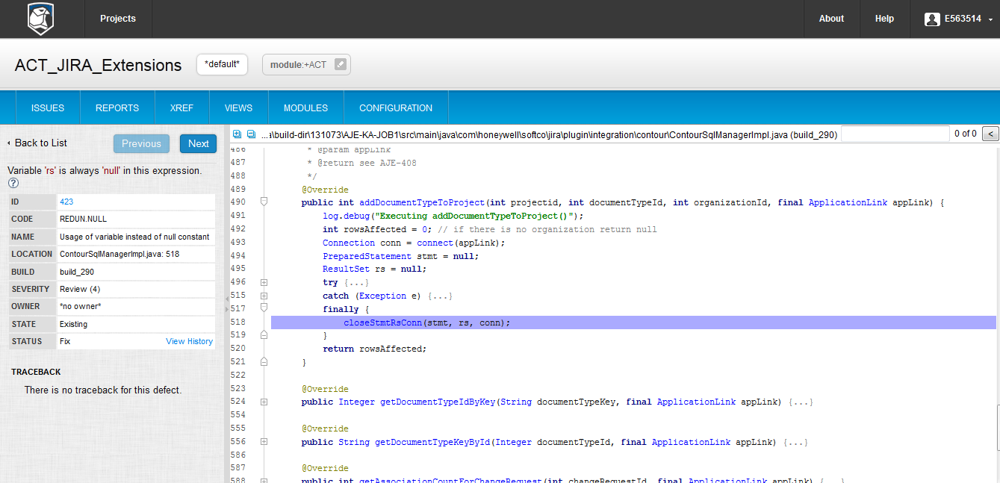 Projects
About
Help
E563514
ACT_JIRA_Extensions
*default*
module:+ACT
ISSUES
REPORTS
XREF
VIEWS
MODULES
CONFIGURATION
Back to List
Previous
Next
Variable 'rs' is always 'null' in this expression.
?
ID 423
CODE REDUN.NULL
NAME Usage of variable instead of null constant
LOCATION ContourSqlManagerImpl.java: 518
BUILD build_290
SEVERITY Review (4)
OWNER *no owner*
STATE Existing
STATUS Fix View History
TRACEBACK
There is no traceback for this defect.
...\build-dir\131073\AJE-KA-JOB1\src\main\java\com\honeywell\softco\jira\plugin\integration\contour\ContourSqlManagerImpl.java (build_290) 0 of 0 <
486 * @param appLink
487 * @return see AJE-408
488 */
489 @Override
490 public int addDocumentTypeToProject(int projectid, int documentTypeId, int organizationId, final ApplicationLink appLink) {
491 log.debug("Executing addDocumentTypeToProject()");
492 int rowsAffected = 0; // if there is no organization return null
493 Connection conn = connect(appLink);
494 PreparedStatement stmt = null;
495 ResultSet rs = null;
496 try {...}
515 catch (Exception e) {...}
517 finally {
518 closeStmtRsConn(stmt, rs, conn);
519 }
520 return rowsAffected;
521 }
522
523 @Override
524 public Integer getDocumentTypeIdByKey(String documentTypeKey, final ApplicationLink appLink) {...}
554
555 @Override
556 public String getDocumentTypeKeyById(Integer documentTypeId, final ApplicationLink appLink) {...}
586
587 @Override
588 public int getAssociationCountForChangeRequest(int changeRequestId, final ApplicationLink appLink) {...}